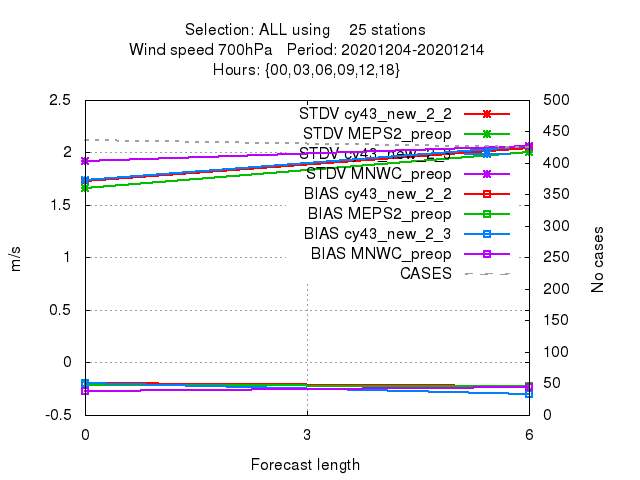 Selection: ALL using 25 stations
Wind speed 700hPa Period: 20201204-20201214
Hours: {00,03,06,09,12,18}
2.5
2
1.5
1
0.5
0
-0.5
m/s
STDV cy43_new_2_2
STDV MEPS2_preop
STDV cy43_new_2_3
STDV MNWC_preop
BIAS cy43_new_2_2
BIAS MEPS2_preop
BIAS cy43_new_2_3
BIAS MNWC_preop
CASES
500
450
400
350
300
250
200
150
100
50
0
No cases
0 3 6
Forecast length